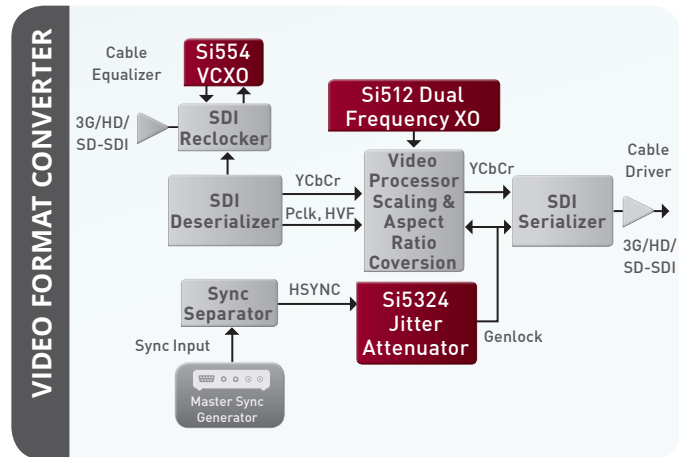 VIDEO FORMAT CONVERTER
Cable
Equalizer
Si554
VCXO
3G/HD/
SD-SDI
SDI
Reclocker
Si512 Dual
Frequency XO
SDI
Deserializer
YCbCr
Pclk, HVF
Video
Processor
Scaling &
Aspect
Ratio
Coversion
YCbCr
SDI
Serializer
Cable
Driver
3G/HD/
SD-SDI
Sync
Separator
HSYNC
Si5324
Jitter
Attenuator
Genlock
Sync Input
Master Sync
Generator